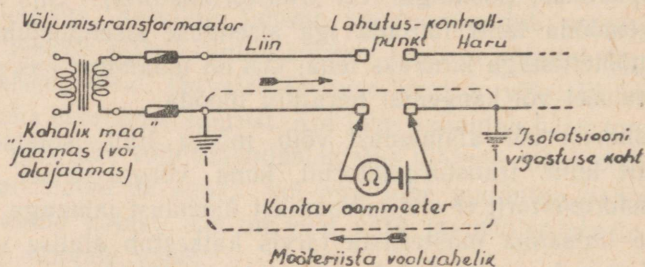 Väljumistransformaator
Lahutus-kontroll-
punkt
Liin
Haru
"Kohalik maa"
jaamas (või
alajaamas)
Isolatsiooni
vigastuse koht
Ω
Kantav oommeeter
Mõõteriista vooluahelik